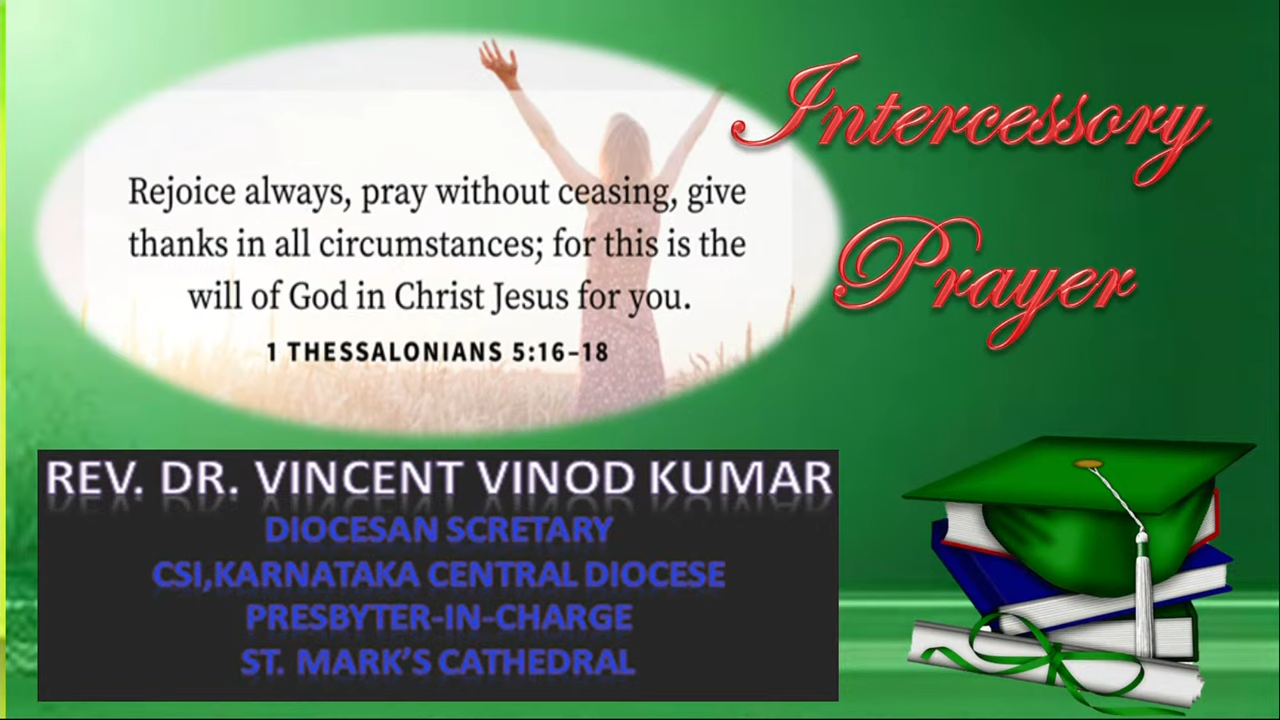 Intercessory
Prayer
Rejoice always, pray without ceasing, give
thanks in all circumstances; for this is the
will of God in Christ Jesus for you.
1 THESSALONIANS 5:16–18
REV. DR. VINCENT VINOD KUMAR
DIOCESAN SCRETARY
CSI,KARNATAKA CENTRAL DIOCESE
PRESBYTER-IN-CHARGE
ST. MARK’S CATHEDRAL